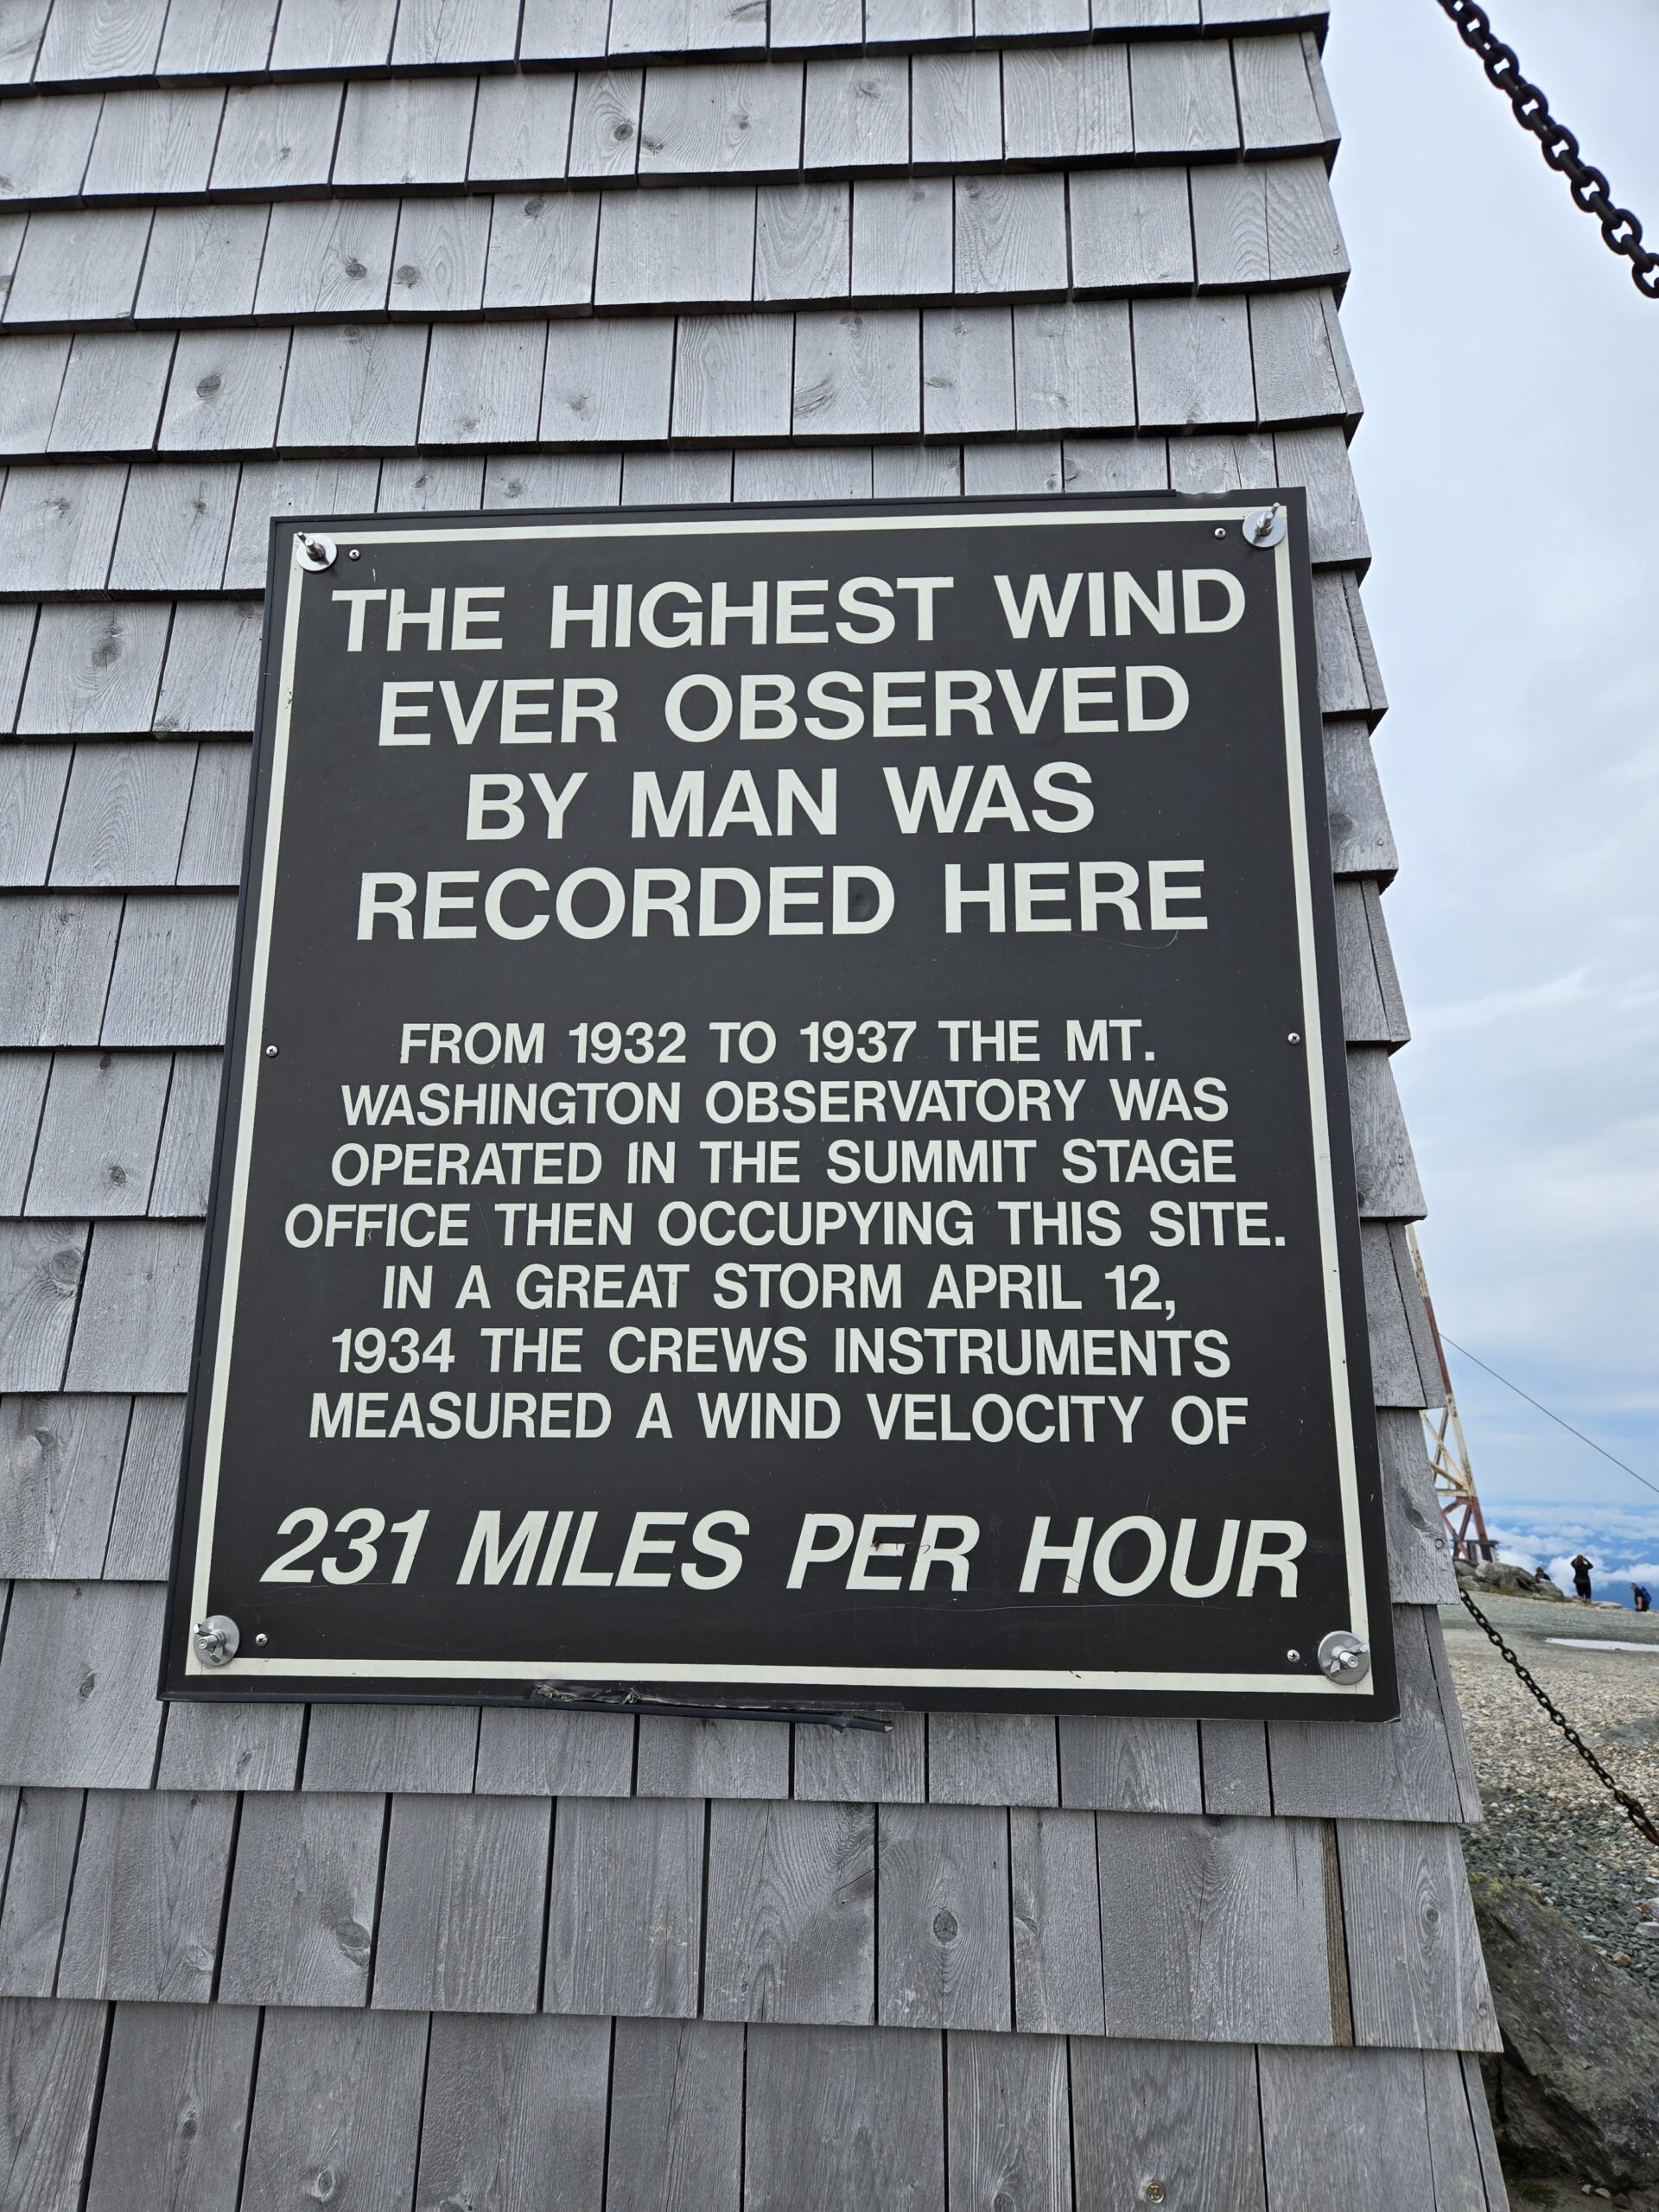 THE HIGHEST WIND
EVER OBSERVED
BY MAN WAS
RECORDED HERE
FROM 1932 TO 1937 THE MT.
WASHINGTON OBSERVATORY WAS
OPERATED IN THE SUMMIT STAGE
OFFICE THEN OCCUPYING THIS SITE.
IN A GREAT STORM APRIL 12,
1934 THE CREWS INSTRUMENTS
MEASURED A WIND VELOCITY OF
231 MILES PER HOUR